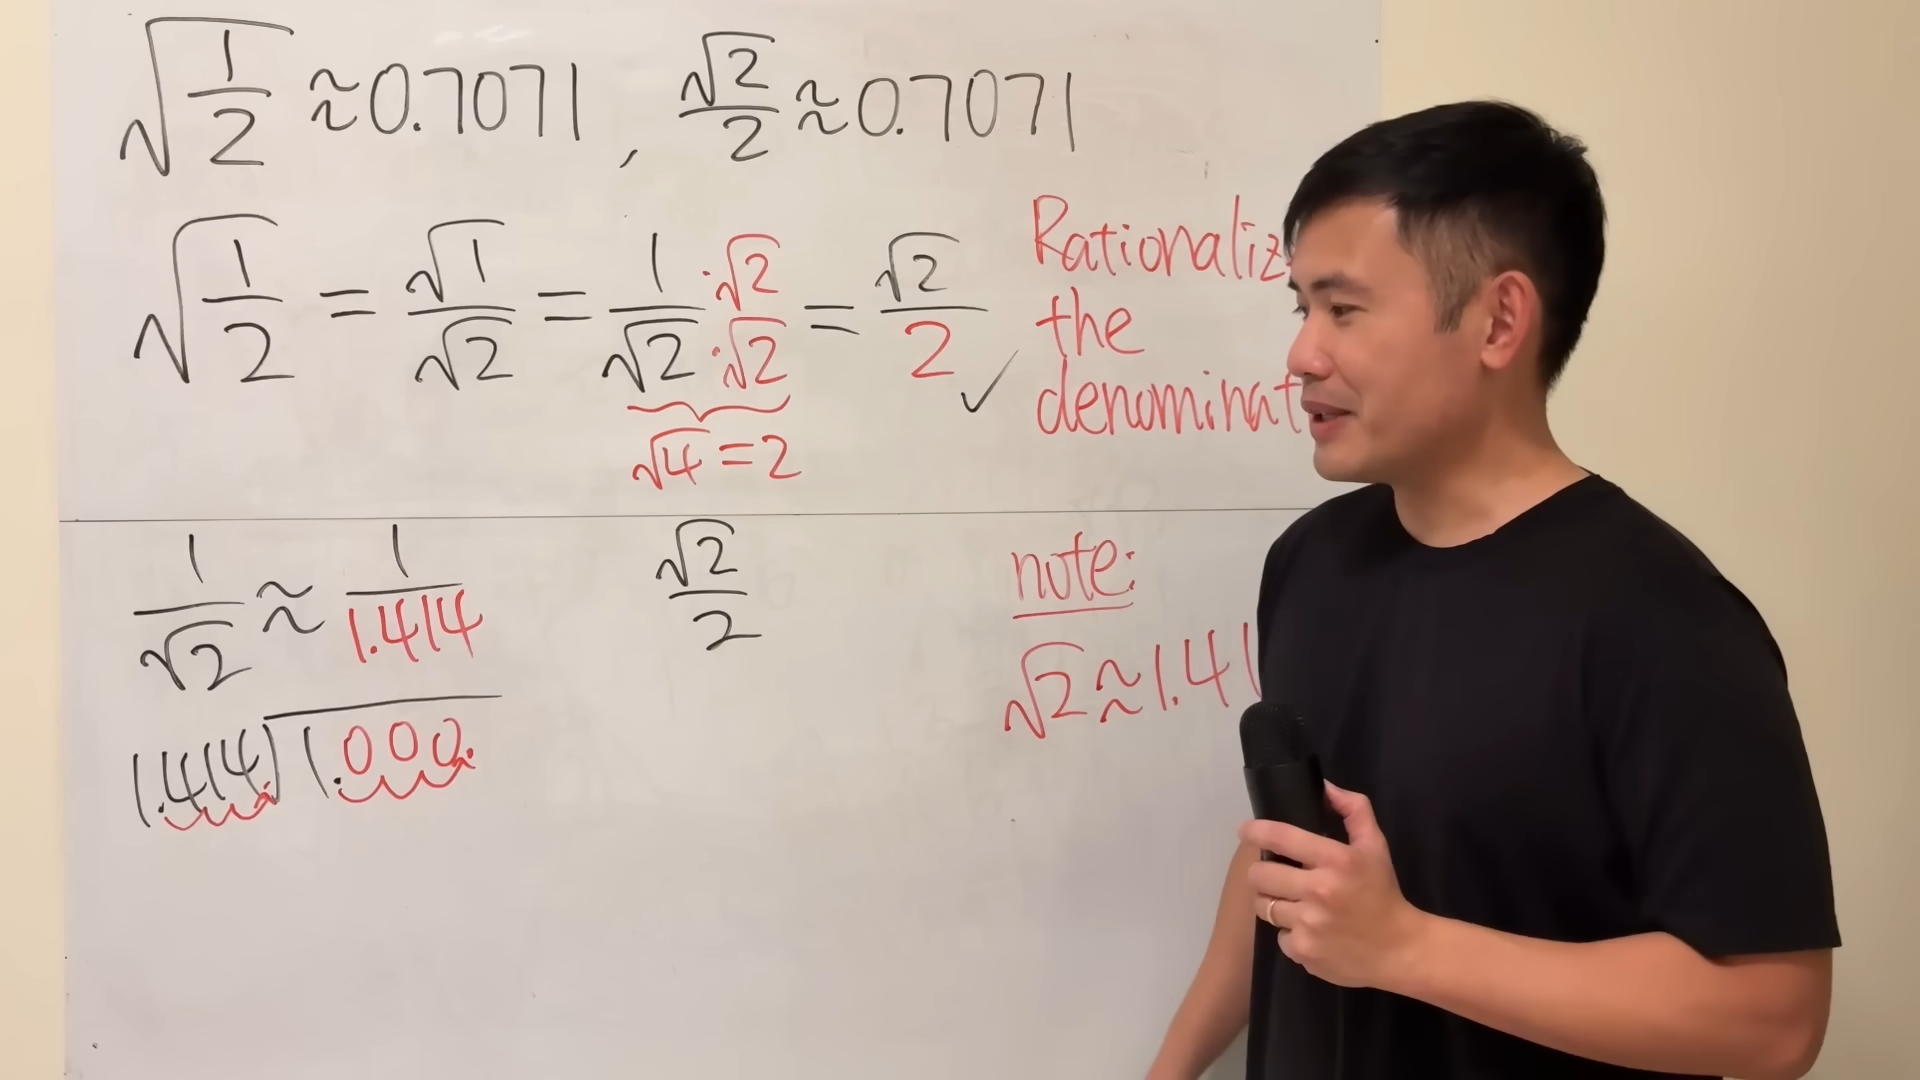 √(1/2) ≈ 0.7071 , √2/2 ≈ 0.7071
√(1/2) = √1/√2 = 1·√2/√2·√2 = √2/2 ✓
√4 = 2
Rationaliz
the
denominat
1/√2 ≈ 1/1.414
√2/2
1.414.⟌1.000.
note:
√2 ≈ 1.41